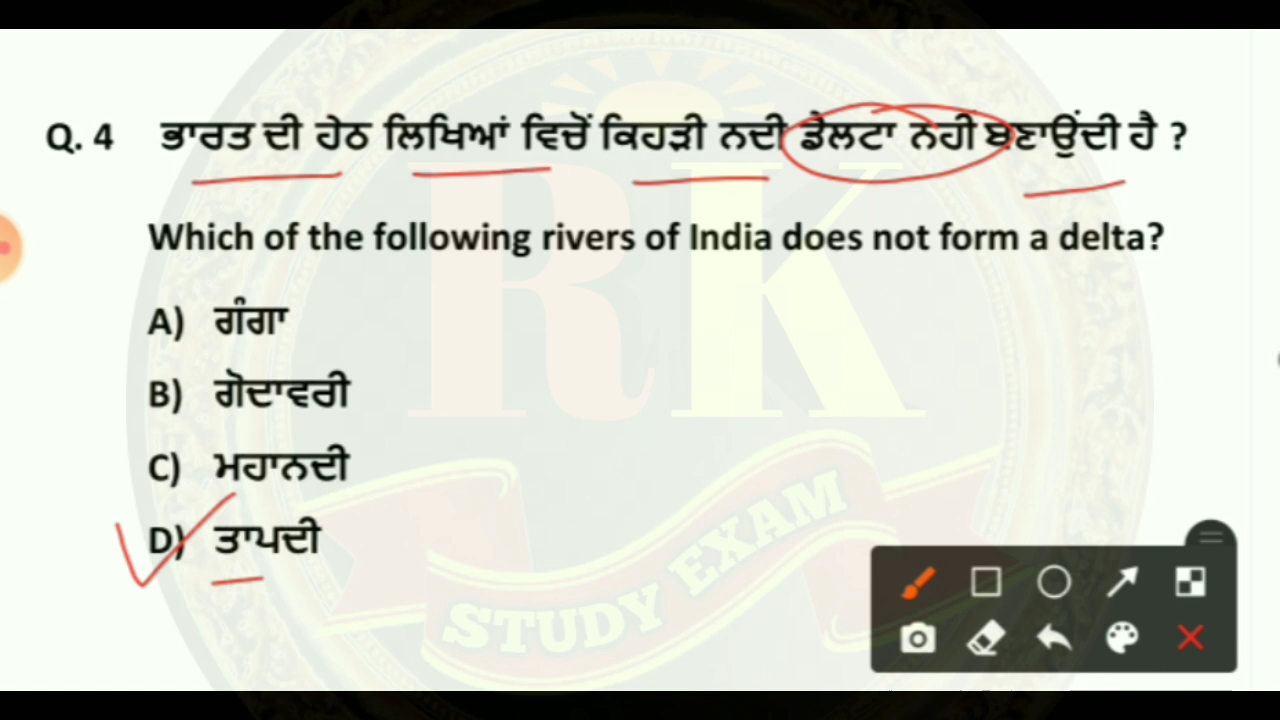 Q. 4 ਭਾਰਤ ਦੀ ਹੇਠ ਲਿਖਿਆਂ ਵਿਚੋਂ ਕਿਹੜੀ ਨਦੀ ਡੇਲਟਾ ਨਹੀ ਬਣਾਉਂਦੀ ਹੈ ?
Which of the following rivers of India does not form a delta?
A) ਗੰਗਾ
B) ਗੋਦਾਵਰੀ
C) ਮਹਾਨਦੀ
D) ਤਾਪਦੀ
RK
STUDY EXAM